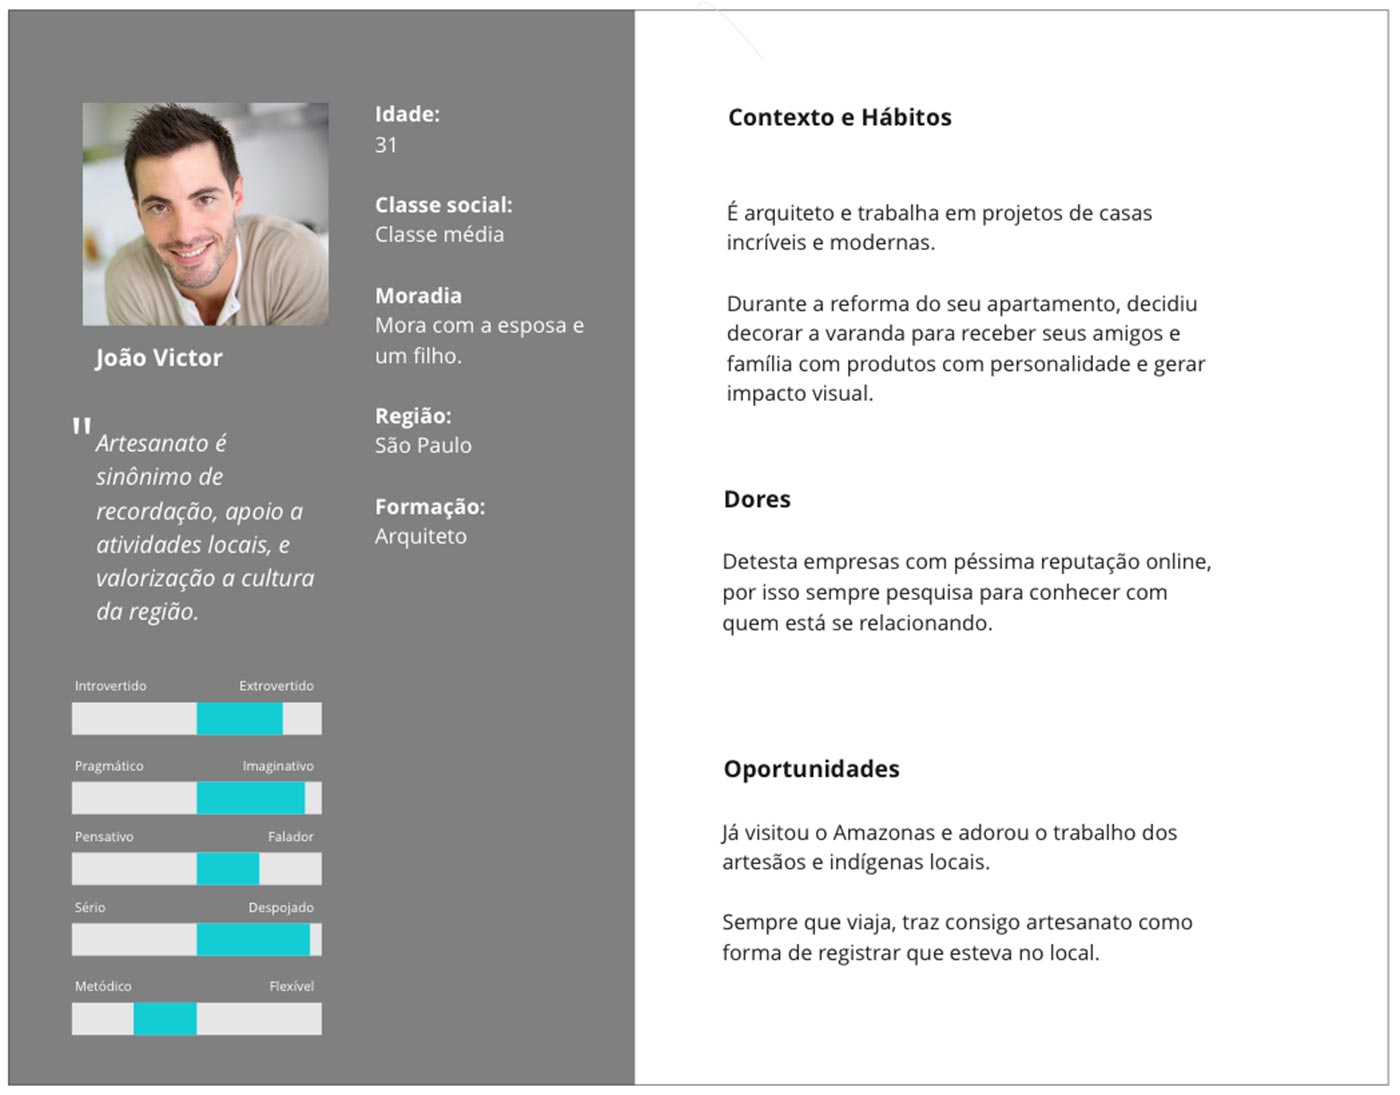 João Victor
"Artesanato é
sinônimo de
recordação, apoio a
atividades locais, e
valorização a cultura
da região.
Introvertido Extrovertido
Pragmático Imaginativo
Pensativo Falador
Sério Despojado
Metódico Flexível
Idade:
31
Classe social:
Classe média
Moradia
Mora com a esposa e
um filho.
Região:
São Paulo
Formação:
Arquiteto
Contexto e Hábitos
É arquiteto e trabalha em projetos de casas
incríveis e modernas.
Durante a reforma do seu apartamento, decidiu
decorar a varanda para receber seus amigos e
família com produtos com personalidade e gerar
impacto visual.
Dores
Detesta empresas com péssima reputação online,
por isso sempre pesquisa para conhecer com
quem está se relacionando.
Oportunidades
Já visitou o Amazonas e adorou o trabalho dos
artesãos e indígenas locais.
Sempre que viaja, traz consigo artesanato como
forma de registrar que esteva no local.